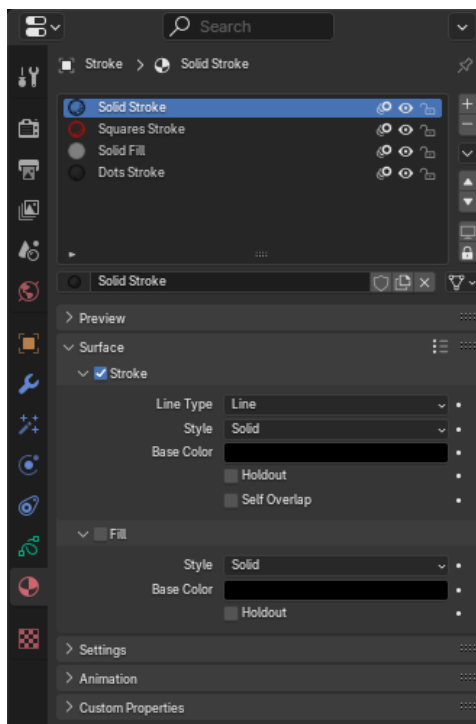 Search
Stroke > Solid Stroke
Solid Stroke
Squares Stroke
Solid Fill
Dots Stroke
Solid Stroke
Preview
Surface
Stroke
Line Type Line
Style Solid
Base Color
Holdout
Self Overlap
Fill
Style Solid
Base Color
Holdout
Settings
Animation
Custom Properties